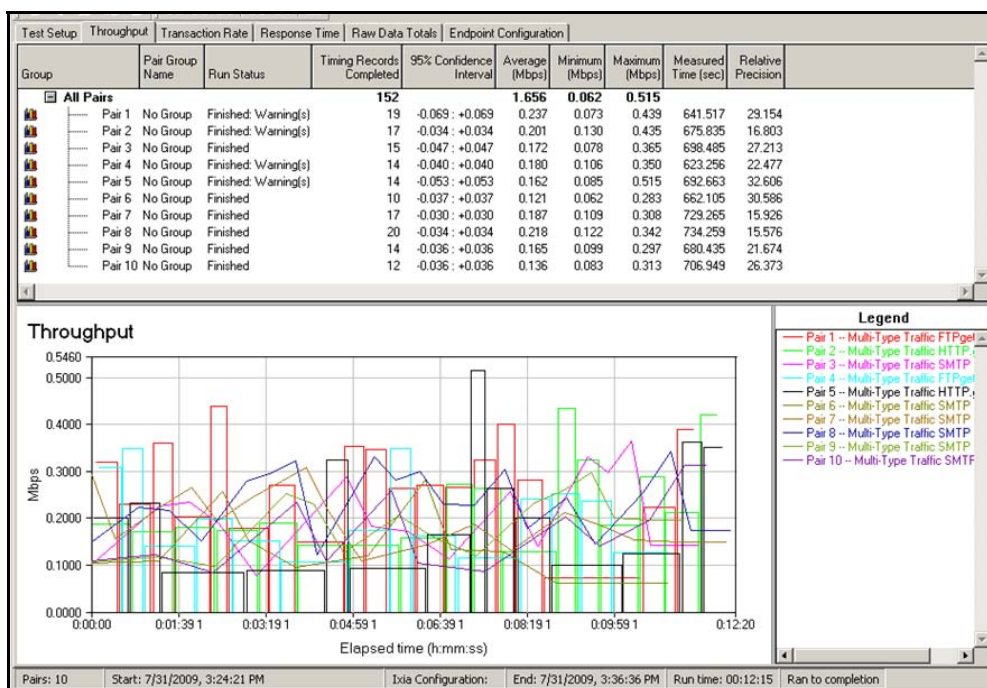 Test Setup Throughput Transaction Rate Response Time Raw Data Totals Endpoint Configuration
Group Pair Group Name Run Status Timing Records Completed 95% Confidence Interval Average (Mbps) Minimum (Mbps) Maximum (Mbps) Measured Time (sec) Relative Precision
All Pairs 152 1.656 0.062 0.515
Pair 1 No Group Finished: Warning(s) 19 -0.069 : +0.069 0.237 0.073 0.439 641.517 29.154
Pair 2 No Group Finished: Warning(s) 17 -0.034 : +0.034 0.201 0.130 0.435 675.835 16.803
Pair 3 No Group Finished 15 -0.047 : +0.047 0.172 0.078 0.365 698.485 27.213
Pair 4 No Group Finished: Warning(s) 14 -0.040 : +0.040 0.180 0.106 0.350 623.256 22.477
Pair 5 No Group Finished: Warning(s) 14 -0.053 : +0.053 0.162 0.085 0.515 692.663 32.606
Pair 6 No Group Finished 10 -0.037 : +0.037 0.121 0.062 0.283 662.105 30.586
Pair 7 No Group Finished 17 -0.030 : +0.030 0.187 0.109 0.308 729.265 15.926
Pair 8 No Group Finished 20 -0.034 : +0.034 0.218 0.122 0.342 734.259 15.576
Pair 9 No Group Finished 14 -0.036 : +0.036 0.165 0.099 0.297 680.435 21.674
Pair 10 No Group Finished 12 -0.036 : +0.036 0.136 0.083 0.313 706.949 26.373
Throughput
0.5460
0.5000
0.4000
0.3000
0.2000
0.1000
0.0000
Mbps
0:00:00 0:01:39 1 0:03:19 1 0:04:59 1 0:06:39 1 0:08:19 1 0:09:59 1 0:12:20
Elapsed time (h:mm:ss)
Legend
Pair 1 -- Multi-Type Traffic FTPget
Pair 2 -- Multi-Type Traffic HTTP.
Pair 3 -- Multi-Type Traffic SMTP
Pair 4 -- Multi-Type Traffic FTPget
Pair 5 -- Multi-Type Traffic HTTP.
Pair 6 -- Multi-Type Traffic SMTP
Pair 7 -- Multi-Type Traffic SMTP
Pair 8 -- Multi-Type Traffic SMTP
Pair 9 -- Multi-Type Traffic SMTP
Pair 10 -- Multi-Type Traffic SMTF
Pairs: 10 Start: 7/31/2009, 3:24:21 PM Ixia Configuration: End: 7/31/2009, 3:36:36 PM Run time: 00:12:15 Ran to completion